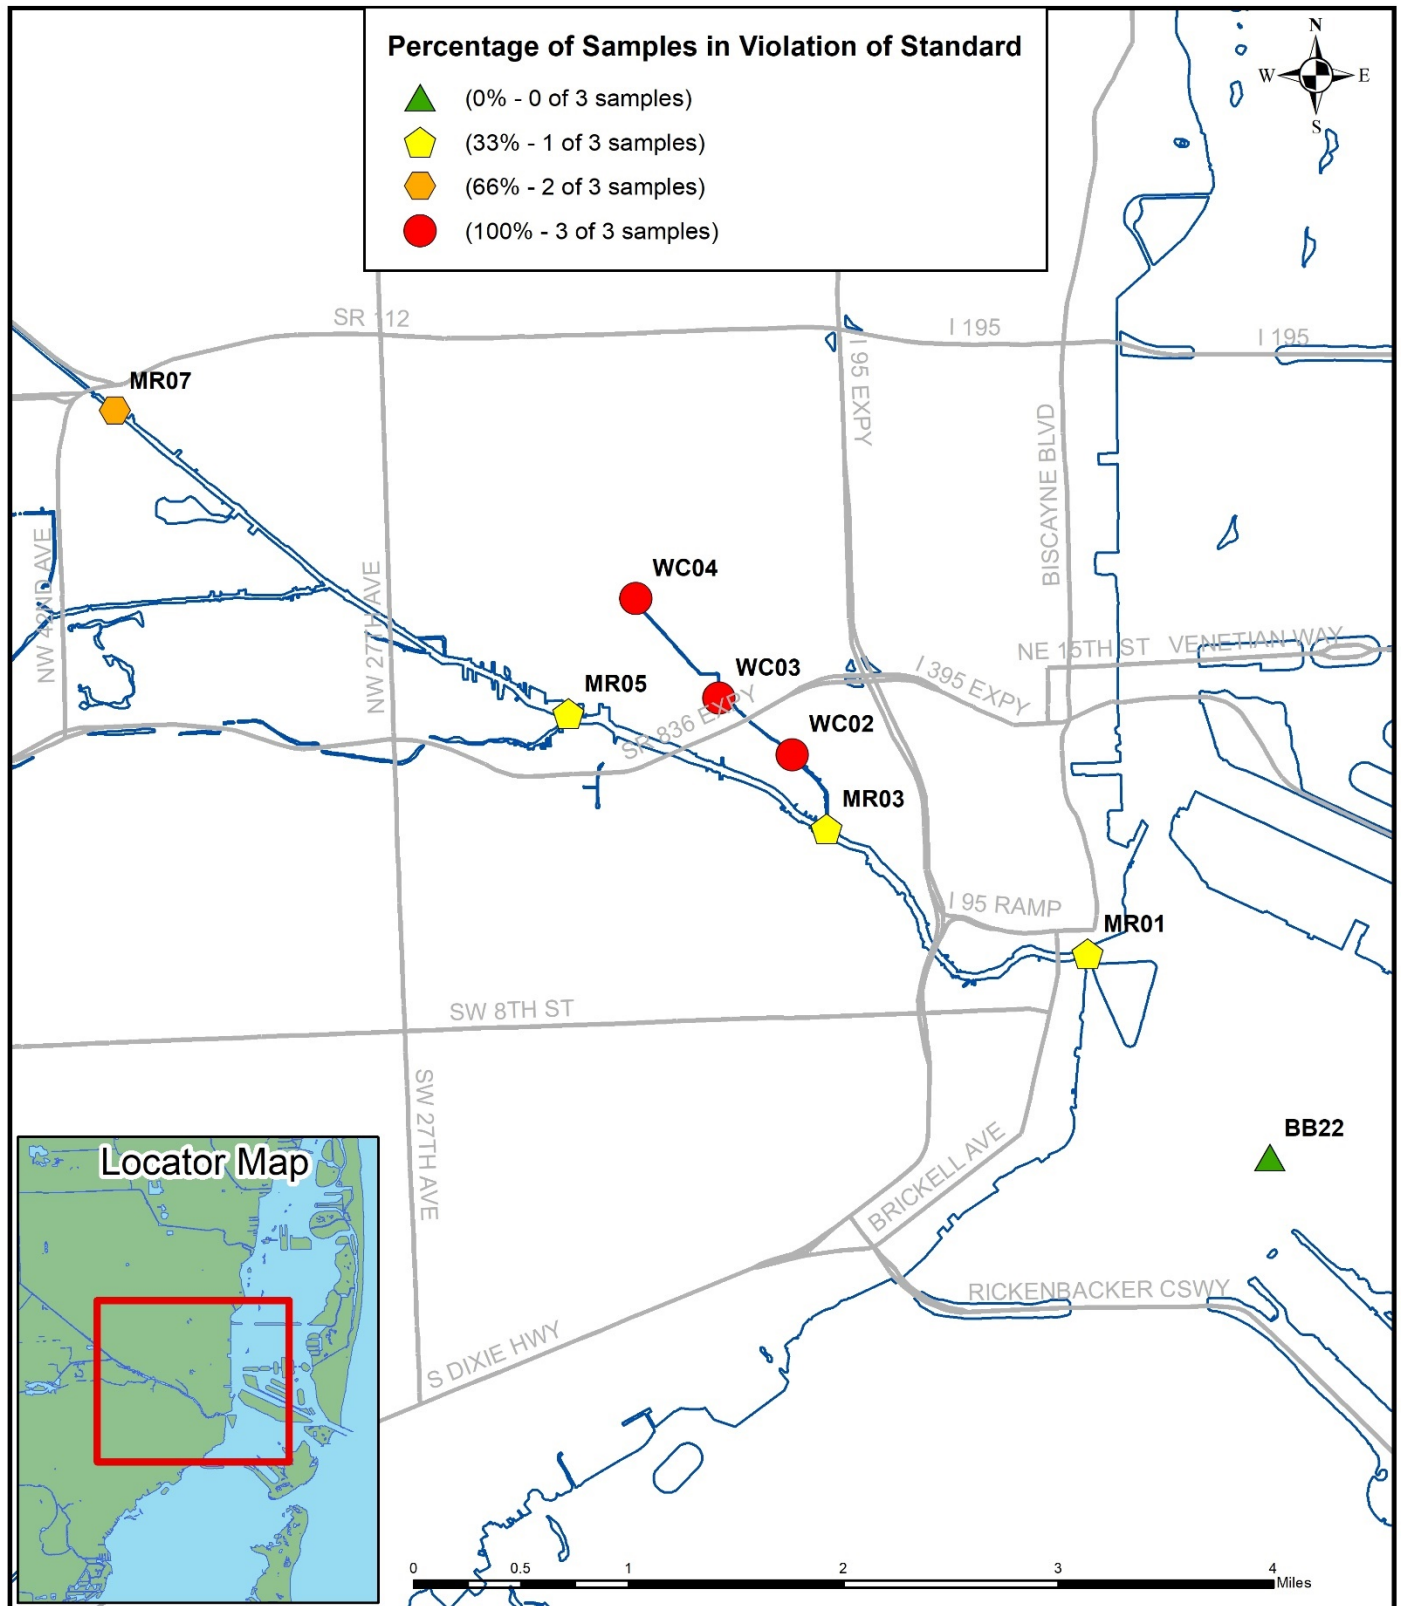 Percentage of Samples in Violation of Standard
(0% - 0 of 3 samples)
(33% - 1 of 3 samples)
(66% - 2 of 3 samples)
(100% - 3 of 3 samples)
N
W
E
S
SR 112
I 195
I 195
MR07
I 95 EXPY
BISCAYNE BLVD
NW 42ND AVE
NW 27TH AVE
WC04
WC03
NE 15TH ST
VENETIAN WAY
I 395 EXPY
MR05
SR 836 EXPY
WC02
MR03
I 95 RAMP
MR01
SW 8TH ST
SW 27TH AVE
BRICKELL AVE
BB22
Locator Map
RICKENBACKER CSWY
S DIXIE HWY
0
0.5
1
2
3
4
Miles